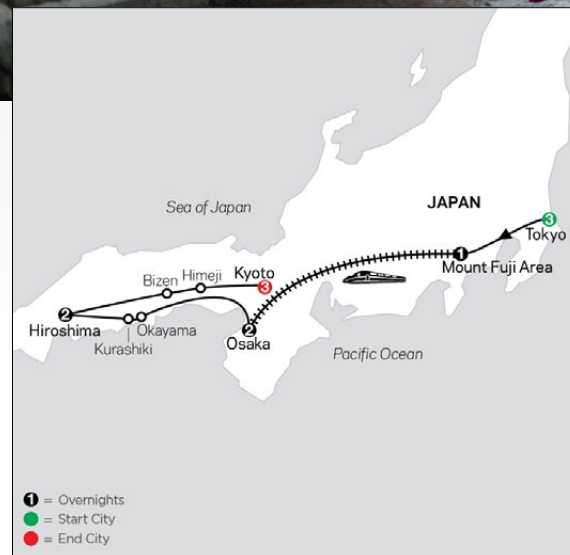 Sea of Japan
JAPAN
3
Tokyo
1
Mount Fuji Area
Bizen
Himeji
Kyoto
3
2
Hiroshima
Kurashiki
Okayama
2
Osaka
Pacific Ocean
1 = Overnights
= Start City
= End City